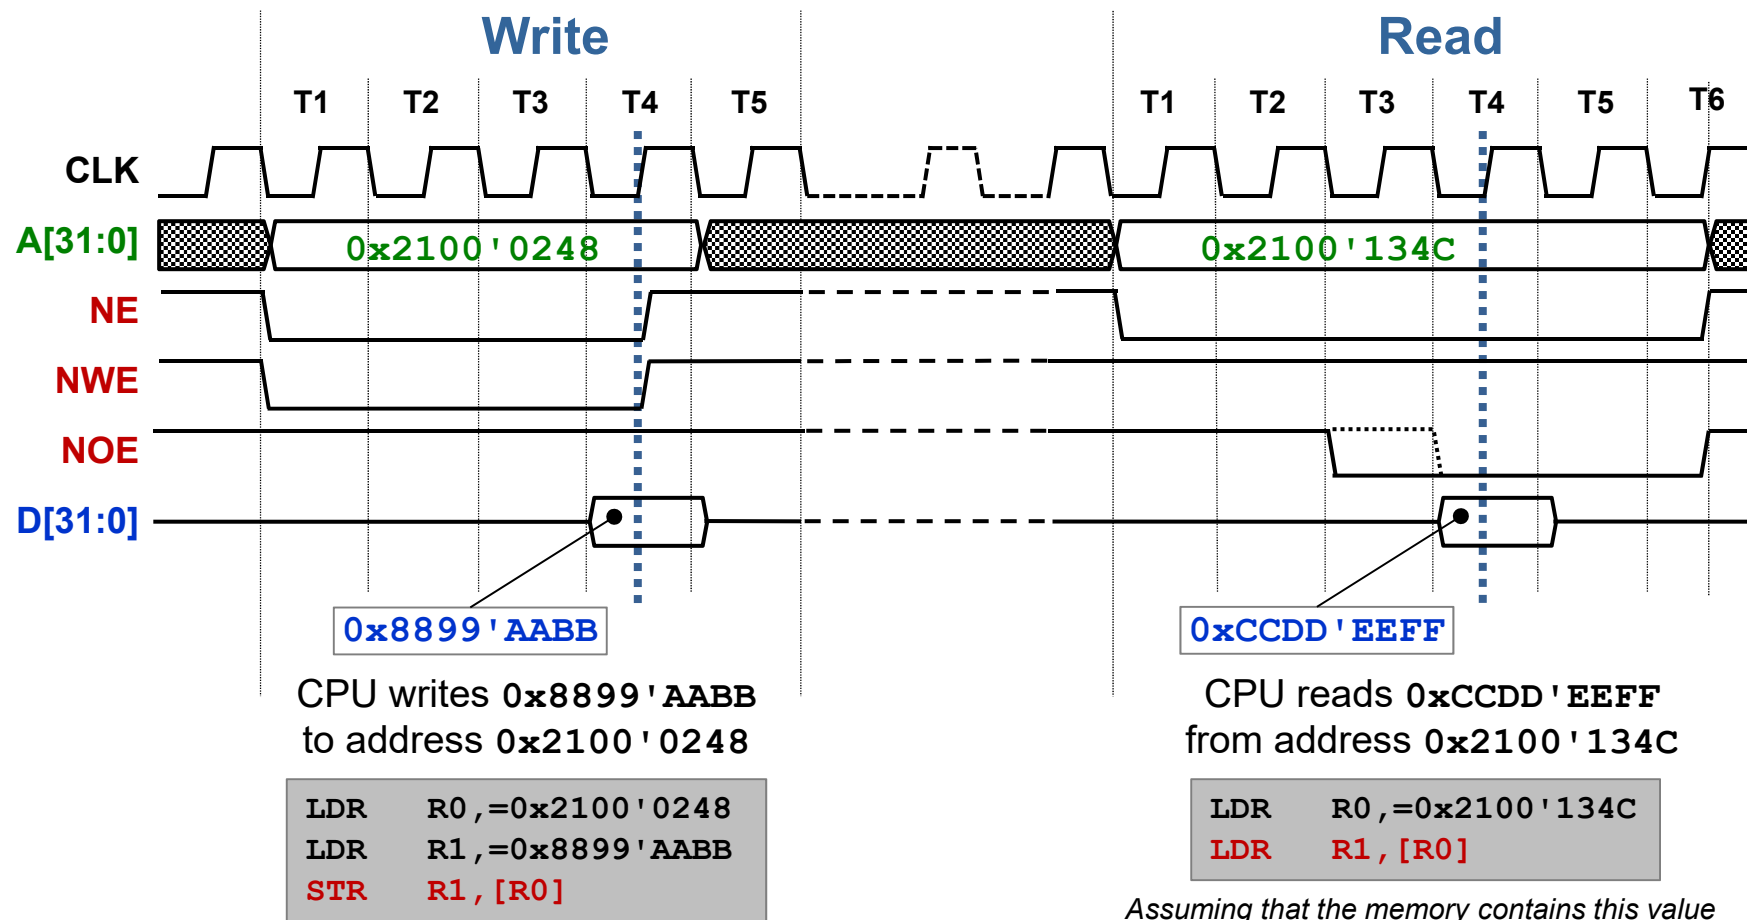 Write Read
T1 T2 T3 T4 T5 T1 T2 T3 T4 T5 T6
CLK
A[31:0] 0x2100'0248 0x2100'134C
NE
NWE
NOE
D[31:0]
0x8899'AABB 0xCCDD'EEFF
CPU writes 0x8899'AABB
to address 0x2100'0248
CPU reads 0xCCDD'EEFF
from address 0x2100'134C
LDR R0,=0x2100'0248
LDR R1,=0x8899'AABB
STR R1,[R0]
LDR R0,=0x2100'134C
LDR R1,[R0]
Assuming that the memory contains this value